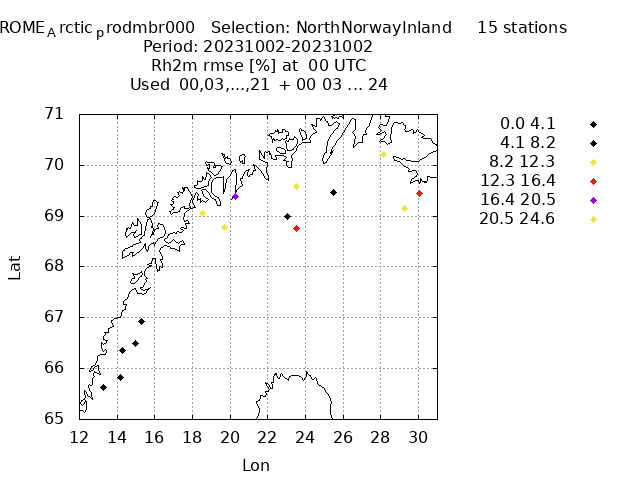 ROME_Arctic_prodmbr000 Selection: NorthNorwayInland 15 stations
Period: 20231002-20231002
Rh2m rmse [%] at 00 UTC
Used 00,03,...,21 + 00 03 ... 24
0.0 4.1
4.1 8.2
8.2 12.3
12.3 16.4
16.4 20.5
20.5 24.6
71
70
69
68
67
66
65
Lat
12 14 16 18 20 22 24 26 28 30
Lon